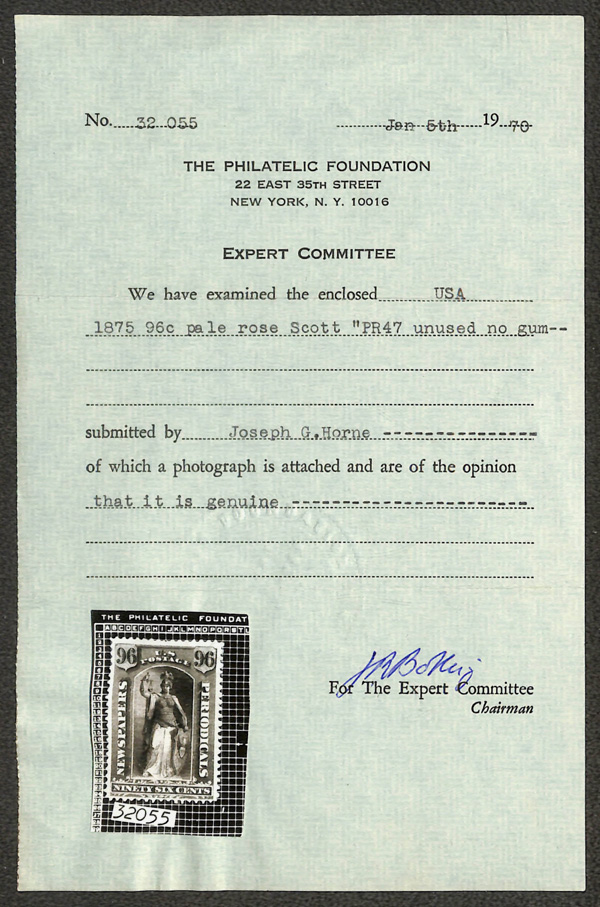 No. 32 055 Jan 5th 19 70
THE PHILATELIC FOUNDATION
22 EAST 35TH STREET
NEW YORK, N. Y. 10016
EXPERT COMMITTEE
We have examined the enclosed USA
1875 96c pale rose Scott "PR47 unused no gum--
submitted by Joseph G.Horne ---------------
of which a photograph is attached and are of the opinion
that it is genuine -----------------------
THE PHILATELIC FOUNDAT
96 U.S. POSTAGE 96
NEWSPAPERS
PERIODICALS
NINETY SIX CENTS
32055
For The Expert Committee
Chairman